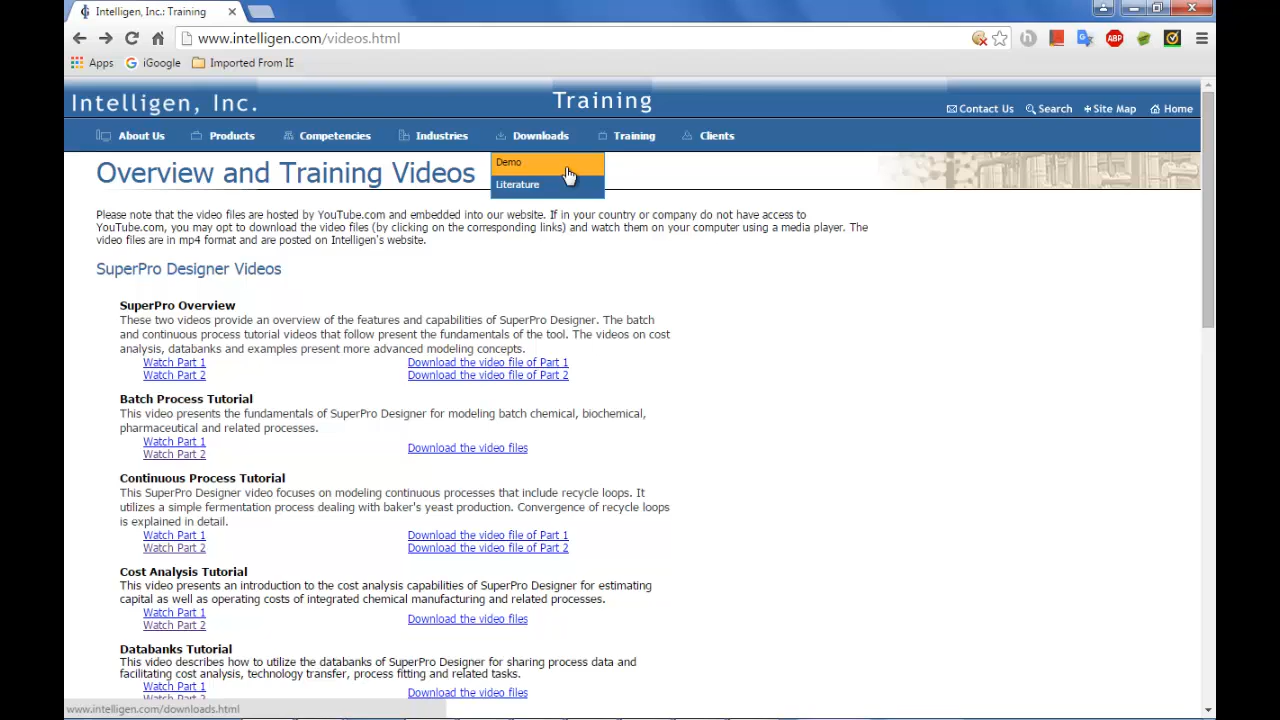 Intelligen, Inc.: Training
www.intelligen.com/videos.html
ABP
Apps iGoogle Imported From IE
Intelligen, Inc.
Training
Contact Us Search Site Map Home
About Us Products Competencies Industries Downloads Training Clients
Demo
Literature
Overview and Training Videos
Please note that the video files are hosted by YouTube.com and embedded into our website. If in your country or company do not have access to
YouTube.com, you may opt to download the video files (by clicking on the corresponding links) and watch them on your computer using a media player. The
video files are in mp4 format and are posted on Intelligen's website.
SuperPro Designer Videos
SuperPro Overview
These two videos provide an overview of the features and capabilities of SuperPro Designer. The batch
and continuous process tutorial videos that follow present the fundamentals of the tool. The videos on cost
analysis, databanks and examples present more advanced modeling concepts.
Watch Part 1 Download the video file of Part 1
Watch Part 2 Download the video file of Part 2
Batch Process Tutorial
This video presents the fundamentals of SuperPro Designer for modeling batch chemical, biochemical,
pharmaceutical and related processes.
Watch Part 1
Watch Part 2
Download the video files
Continuous Process Tutorial
This SuperPro Designer video focuses on modeling continuous processes that include recycle loops. It
utilizes a simple fermentation process dealing with baker's yeast production. Convergence of recycle loops
is explained in detail.
Watch Part 1 Download the video file of Part 1
Watch Part 2 Download the video file of Part 2
Cost Analysis Tutorial
This video presents an introduction to the cost analysis capabilities of SuperPro Designer for estimating
capital as well as operating costs of integrated chemical manufacturing and related processes.
Watch Part 1
Watch Part 2
Download the video files
Databanks Tutorial
This video describes how to utilize the databanks of SuperPro Designer for sharing process data and
facilitating cost analysis, technology transfer, process fitting and related tasks.
Watch Part 1
Watch Part 2
Download the video files
www.intelligen.com/downloads.html